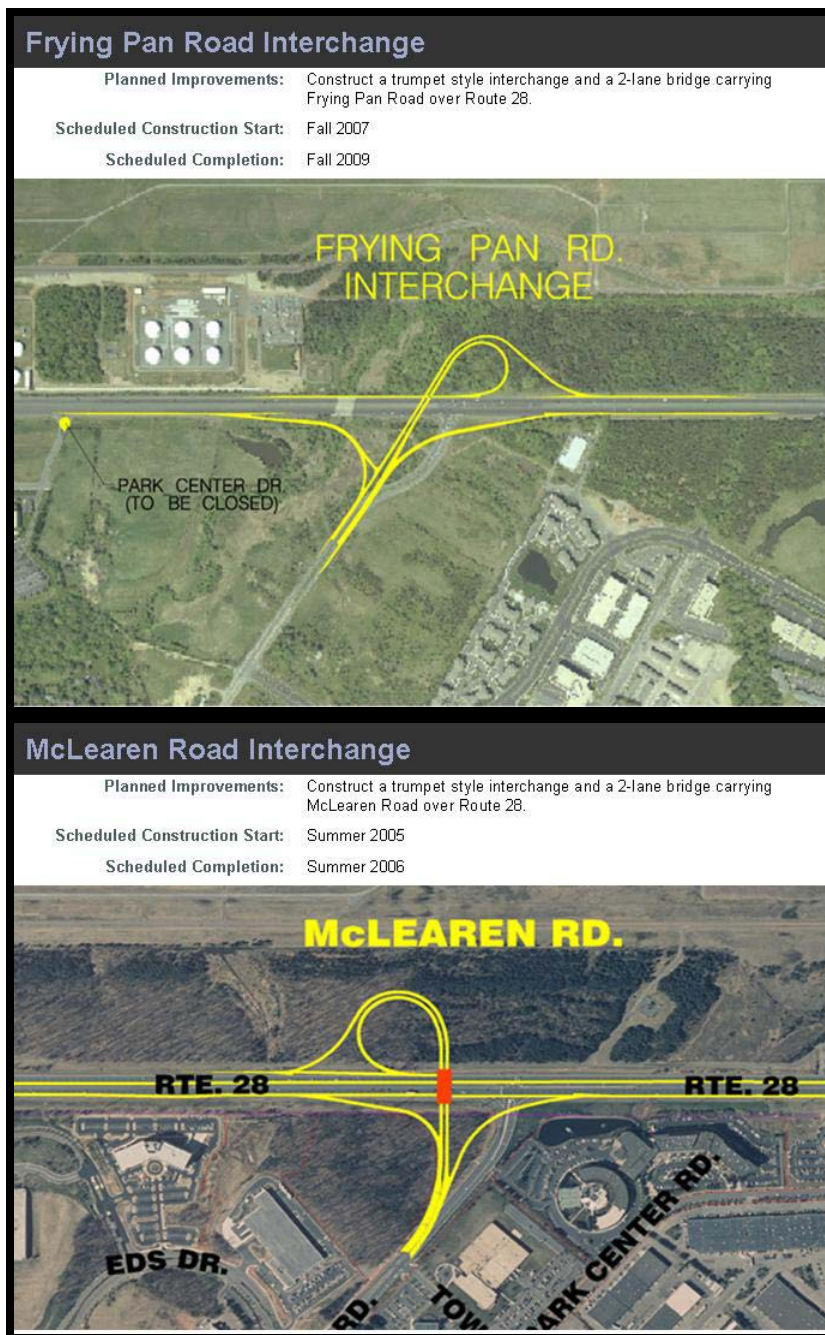 Frying Pan Road Interchange
Planned Improvements: Construct a trumpet style interchange and a 2-lane bridge carrying
Frying Pan Road over Route 28.
Scheduled Construction Start: Fall 2007
Scheduled Completion: Fall 2009
FRYING PAN RD.
INTERCHANGE
PARK CENTER DR.
(TO BE CLOSED)
McLearen Road Interchange
Planned Improvements: Construct a trumpet style interchange and a 2-lane bridge carrying
McLearen Road over Route 28.
Scheduled Construction Start: Summer 2005
Scheduled Completion: Summer 2006
McLEAREN RD.
RTE. 28
RTE. 28
EDS DR.
RD.
TOW
PARK CENTER RD.